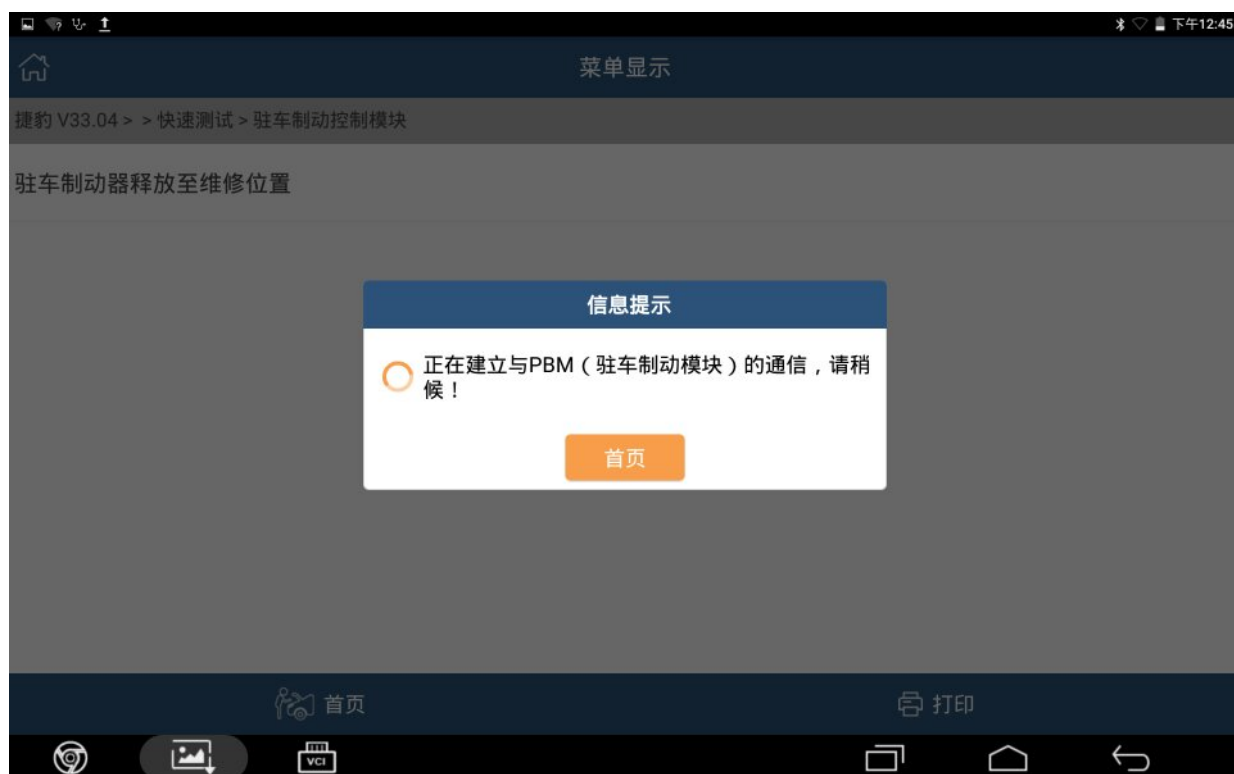 下午12:45
菜单显示
捷豹 V33.04 > > 快速测试 > 驻车制动控制模块
驻车制动器释放至维修位置
信息提示
正在建立与PBM（驻车制动模块）的通信，请稍
候！
首页
首页
打印
VCI